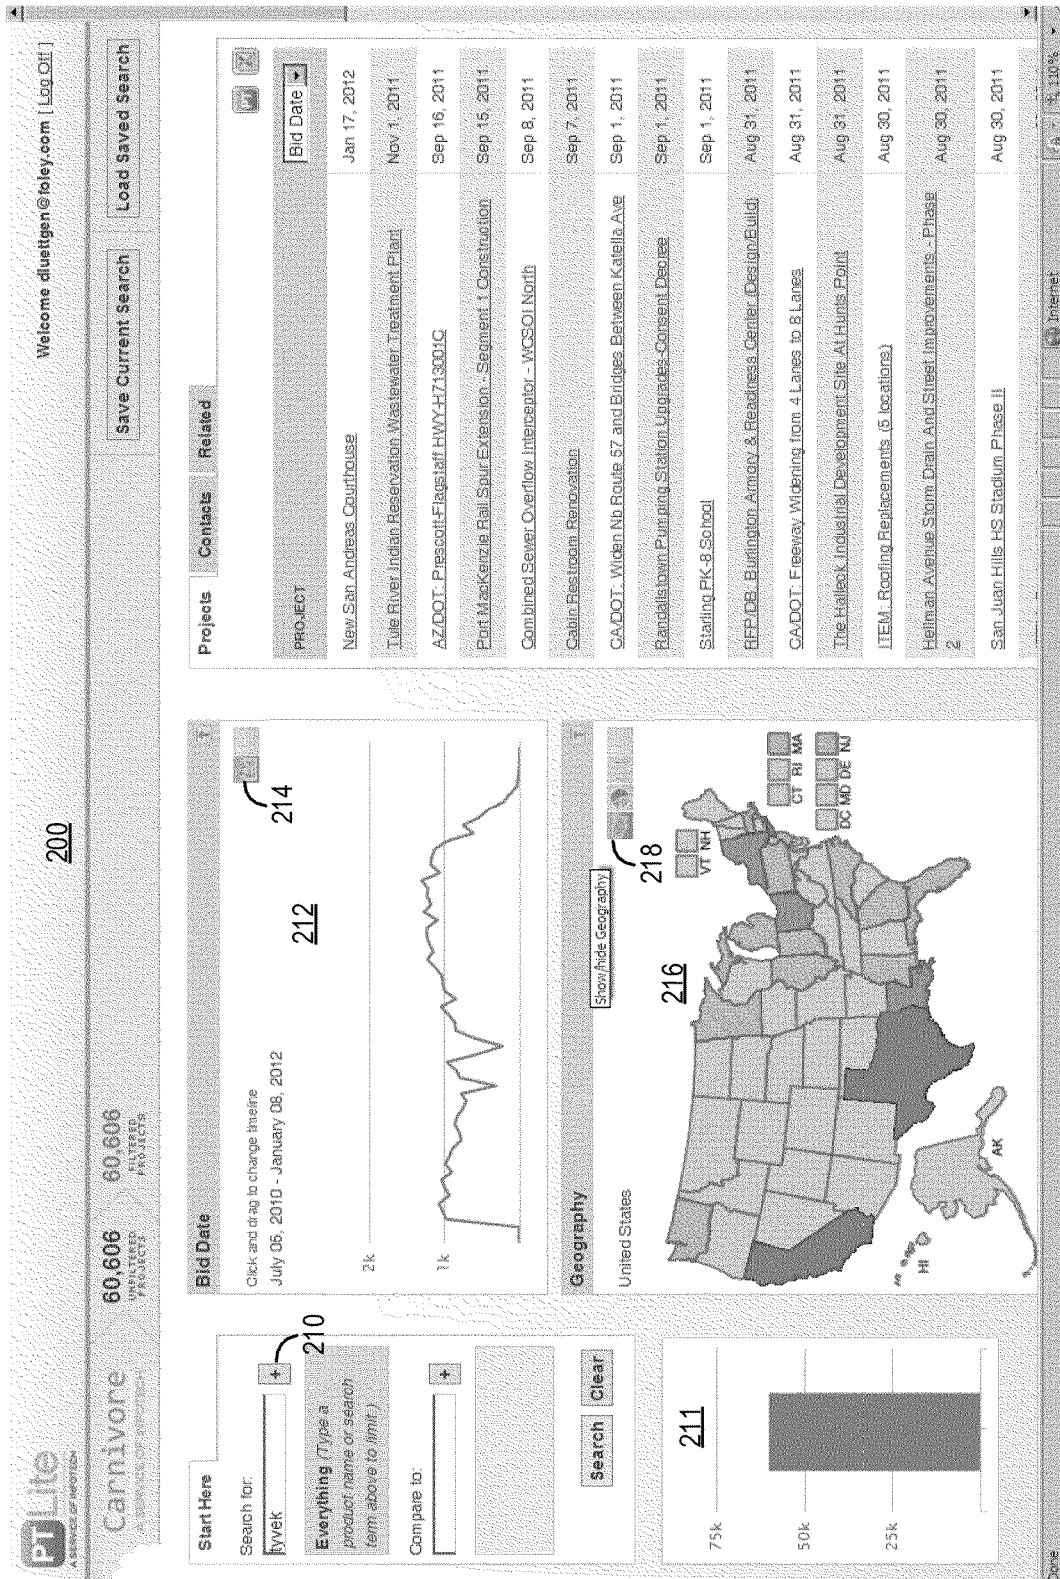 200
PT Lite
A SERVICE OF BIDMOTION
Welcome dluettgen@foley.com [ Log Off ]
Carnivore
60,606
UNFILTERED
PROJECTS
60,606
FILTERED
PROJECTS
Save Current Search
Load Saved Search
Start Here
Search for:
tyvek
+
210
Everything (Type a
product name or search
term above to limit.)
Compare to:
+
Search
Clear
211
75k
50k
25k
Bid Date
T
Click and drag to change timeline
July 05, 2010 - January 08, 2012
212
214
2k
1k
Geography
T
United States
Show/hide Geography
216
218
VT NH
CT RI MA
DC MD DE NJ
HI
AK
Projects
Contacts
Related
PROJECT
Bid Date
New San Andreas Courthouse
Jan 17, 2012
Tule River Indian Reservation Wastewater Treatment Plant
Nov 1, 2011
AZ/DOT: Prescott-Flagstaff HWY-H713001C
Sep 16, 2011
Port MacKenzie Rail Spur Extension - Segment 1 Construction
Sep 15, 2011
Combined Sewer Overflow Interceptor - WCSOI North
Sep 8, 2011
Cabin Restroom Renovation
Sep 7, 2011
CA/DOT: Widen Nb Route 57 and Bridges Between Katella Ave
Sep 1, 2011
Randallstown Pumping Station Upgrades-Consent Decree
Sep 1, 2011
Starling PK-8 School
Sep 1, 2011
RFP/DB: Burlington Armory & Readiness Center (Design Build)
Aug 31, 2011
CA/DOT: Freeway Widening from 4 Lanes to 8 Lanes
Aug 31, 2011
The Halleck Industrial Development Site At Hunts Point
Aug 31, 2011
ITEM: Roofing Replacements (5 locations)
Aug 30, 2011
Hellman Avenue Storm Drain And Street Improvements - Phase
2
Aug 30, 2011
San Juan Hills HS Stadium Phase II
Aug 30, 2011
Done
Internet
110%